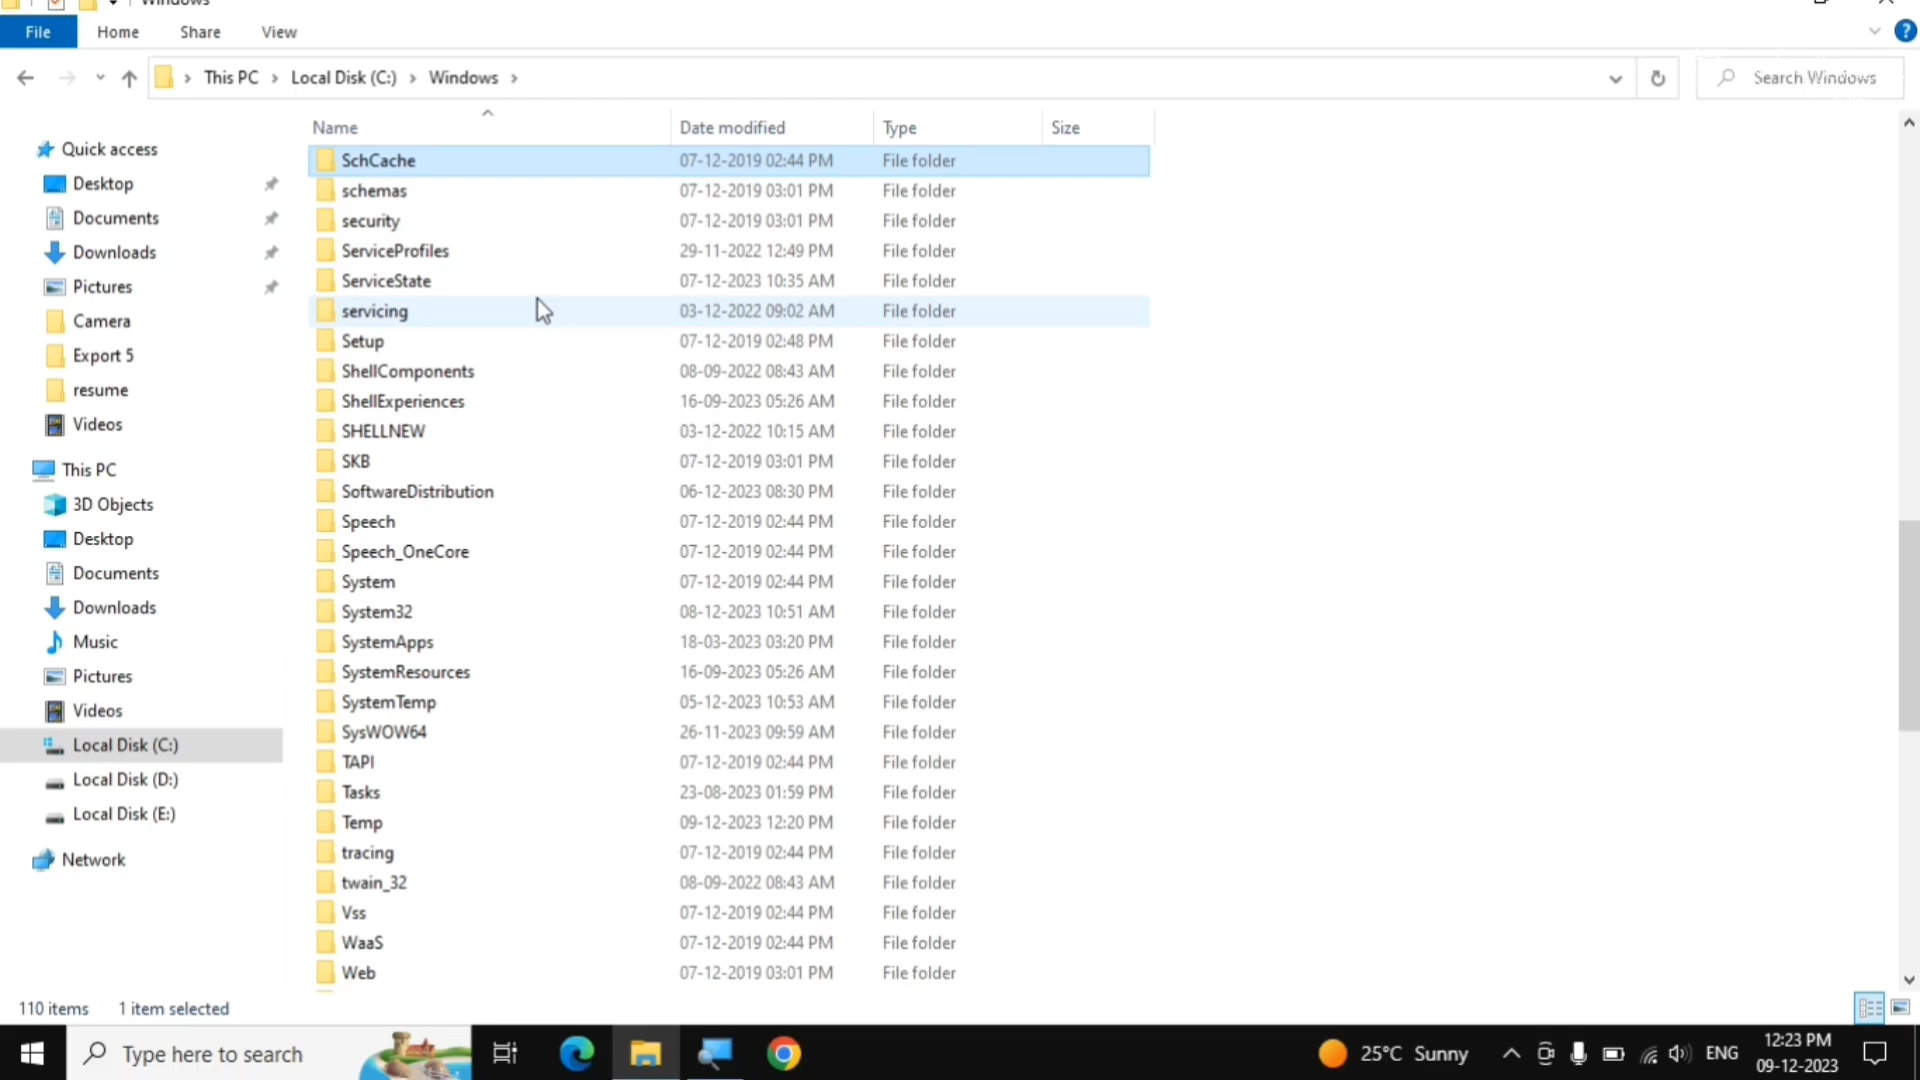 Windows
File Home Share View
This PC Local Disk (C:) Windows
Search Windows
Name Date modified Type Size
Quick access
Desktop
Documents
Downloads
Pictures
Camera
Export 5
resume
Videos
This PC
3D Objects
Desktop
Documents
Downloads
Music
Pictures
Videos
Local Disk (C:)
Local Disk (D:)
Local Disk (E:)
Network
SchCache 07-12-2019 02:44 PM File folder
schemas 07-12-2019 03:01 PM File folder
security 07-12-2019 03:01 PM File folder
ServiceProfiles 29-11-2022 12:49 PM File folder
ServiceState 07-12-2023 10:35 AM File folder
servicing 03-12-2022 09:02 AM File folder
Setup 07-12-2019 02:48 PM File folder
ShellComponents 08-09-2022 08:43 AM File folder
ShellExperiences 16-09-2023 05:26 AM File folder
SHELLNEW 03-12-2022 10:15 AM File folder
SKB 07-12-2019 03:01 PM File folder
SoftwareDistribution 06-12-2023 08:30 PM File folder
Speech 07-12-2019 02:44 PM File folder
Speech_OneCore 07-12-2019 02:44 PM File folder
System 07-12-2019 02:44 PM File folder
System32 08-12-2023 10:51 AM File folder
SystemApps 18-03-2023 03:20 PM File folder
SystemResources 16-09-2023 05:26 AM File folder
SystemTemp 05-12-2023 10:53 AM File folder
SysWOW64 26-11-2023 09:59 AM File folder
TAPI 07-12-2019 02:44 PM File folder
Tasks 23-08-2023 01:59 PM File folder
Temp 09-12-2023 12:20 PM File folder
tracing 07-12-2019 02:44 PM File folder
twain_32 08-09-2022 08:43 AM File folder
Vss 07-12-2019 02:44 PM File folder
WaaS 07-12-2019 02:44 PM File folder
Web 07-12-2019 03:01 PM File folder
110 items 1 item selected
Type here to search
25°C Sunny
ENG
12:23 PM
09-12-2023